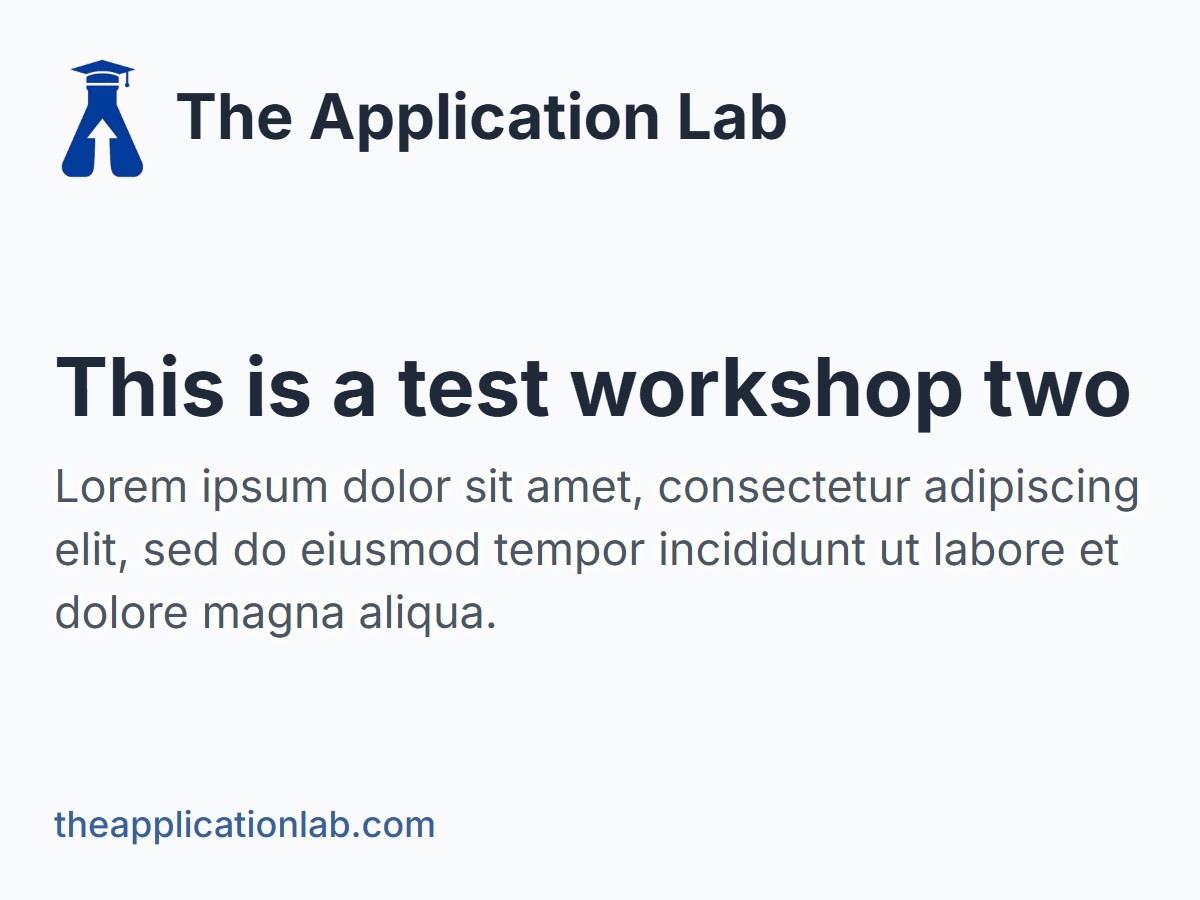 The Application Lab
This is a test workshop two
Lorem ipsum dolor sit amet, consectetur adipiscing
elit, sed do eiusmod tempor incididunt ut labore et
dolore magna aliqua.
theapplicationlab.com